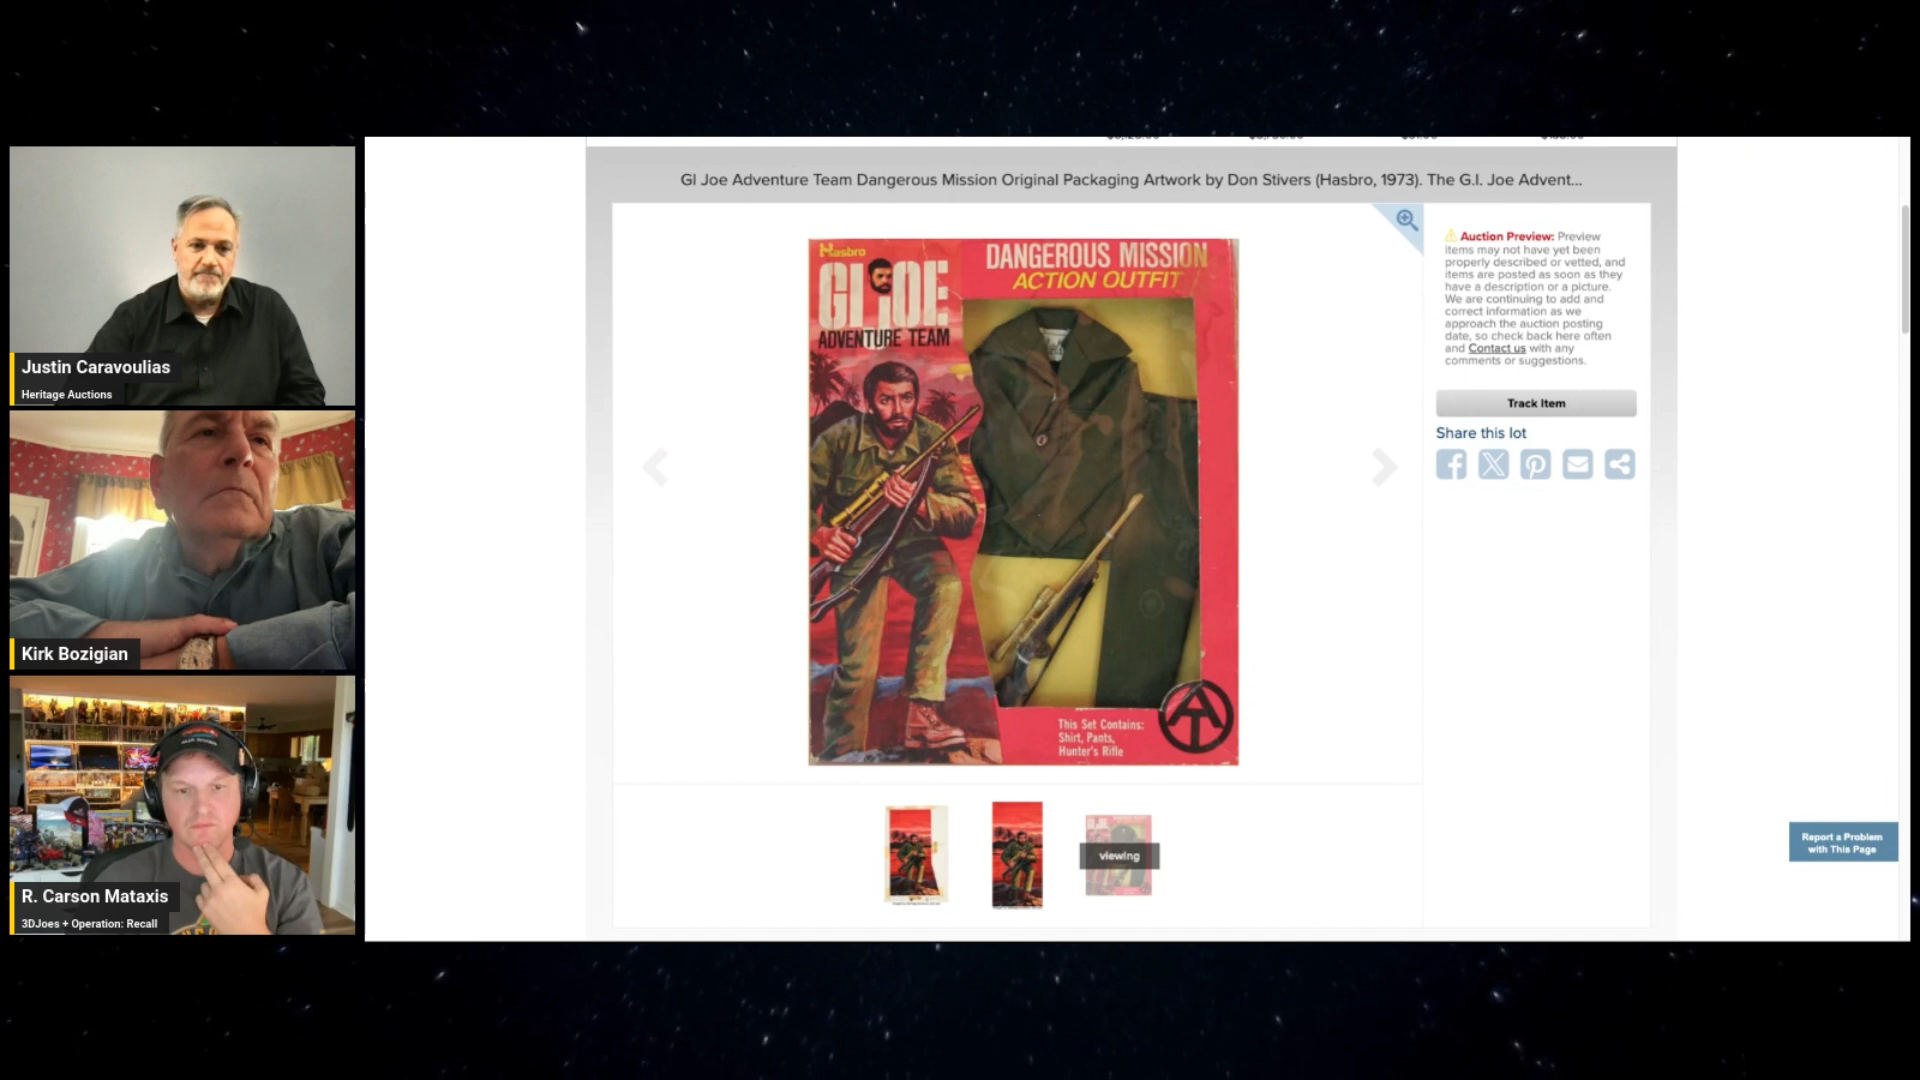 Justin Caravoulias
Heritage Auctions
Kirk Bozigian
R. Carson Mataxis
3DJoes + Operation: Recall
GI Joe Adventure Team Dangerous Mission Original Packaging Artwork by Don Stivers (Hasbro, 1973). The G.I. Joe Advent...
Hasbro
GI JOE
ADVENTURE TEAM
DANGEROUS MISSION
ACTION OUTFIT
This Set Contains:
Shirt, Pants,
Hunter's Rifle
AT
viewing
Auction Preview: Preview
items may not have yet been
properly described or vetted, and
items are posted as soon as they
have a description or a picture.
We are continuing to add and
correct information as we
approach the auction posting
date, so check back here often
and Contact us with any
comments or suggestions.
Track Item
Share this lot
Report a Problem
with This Page